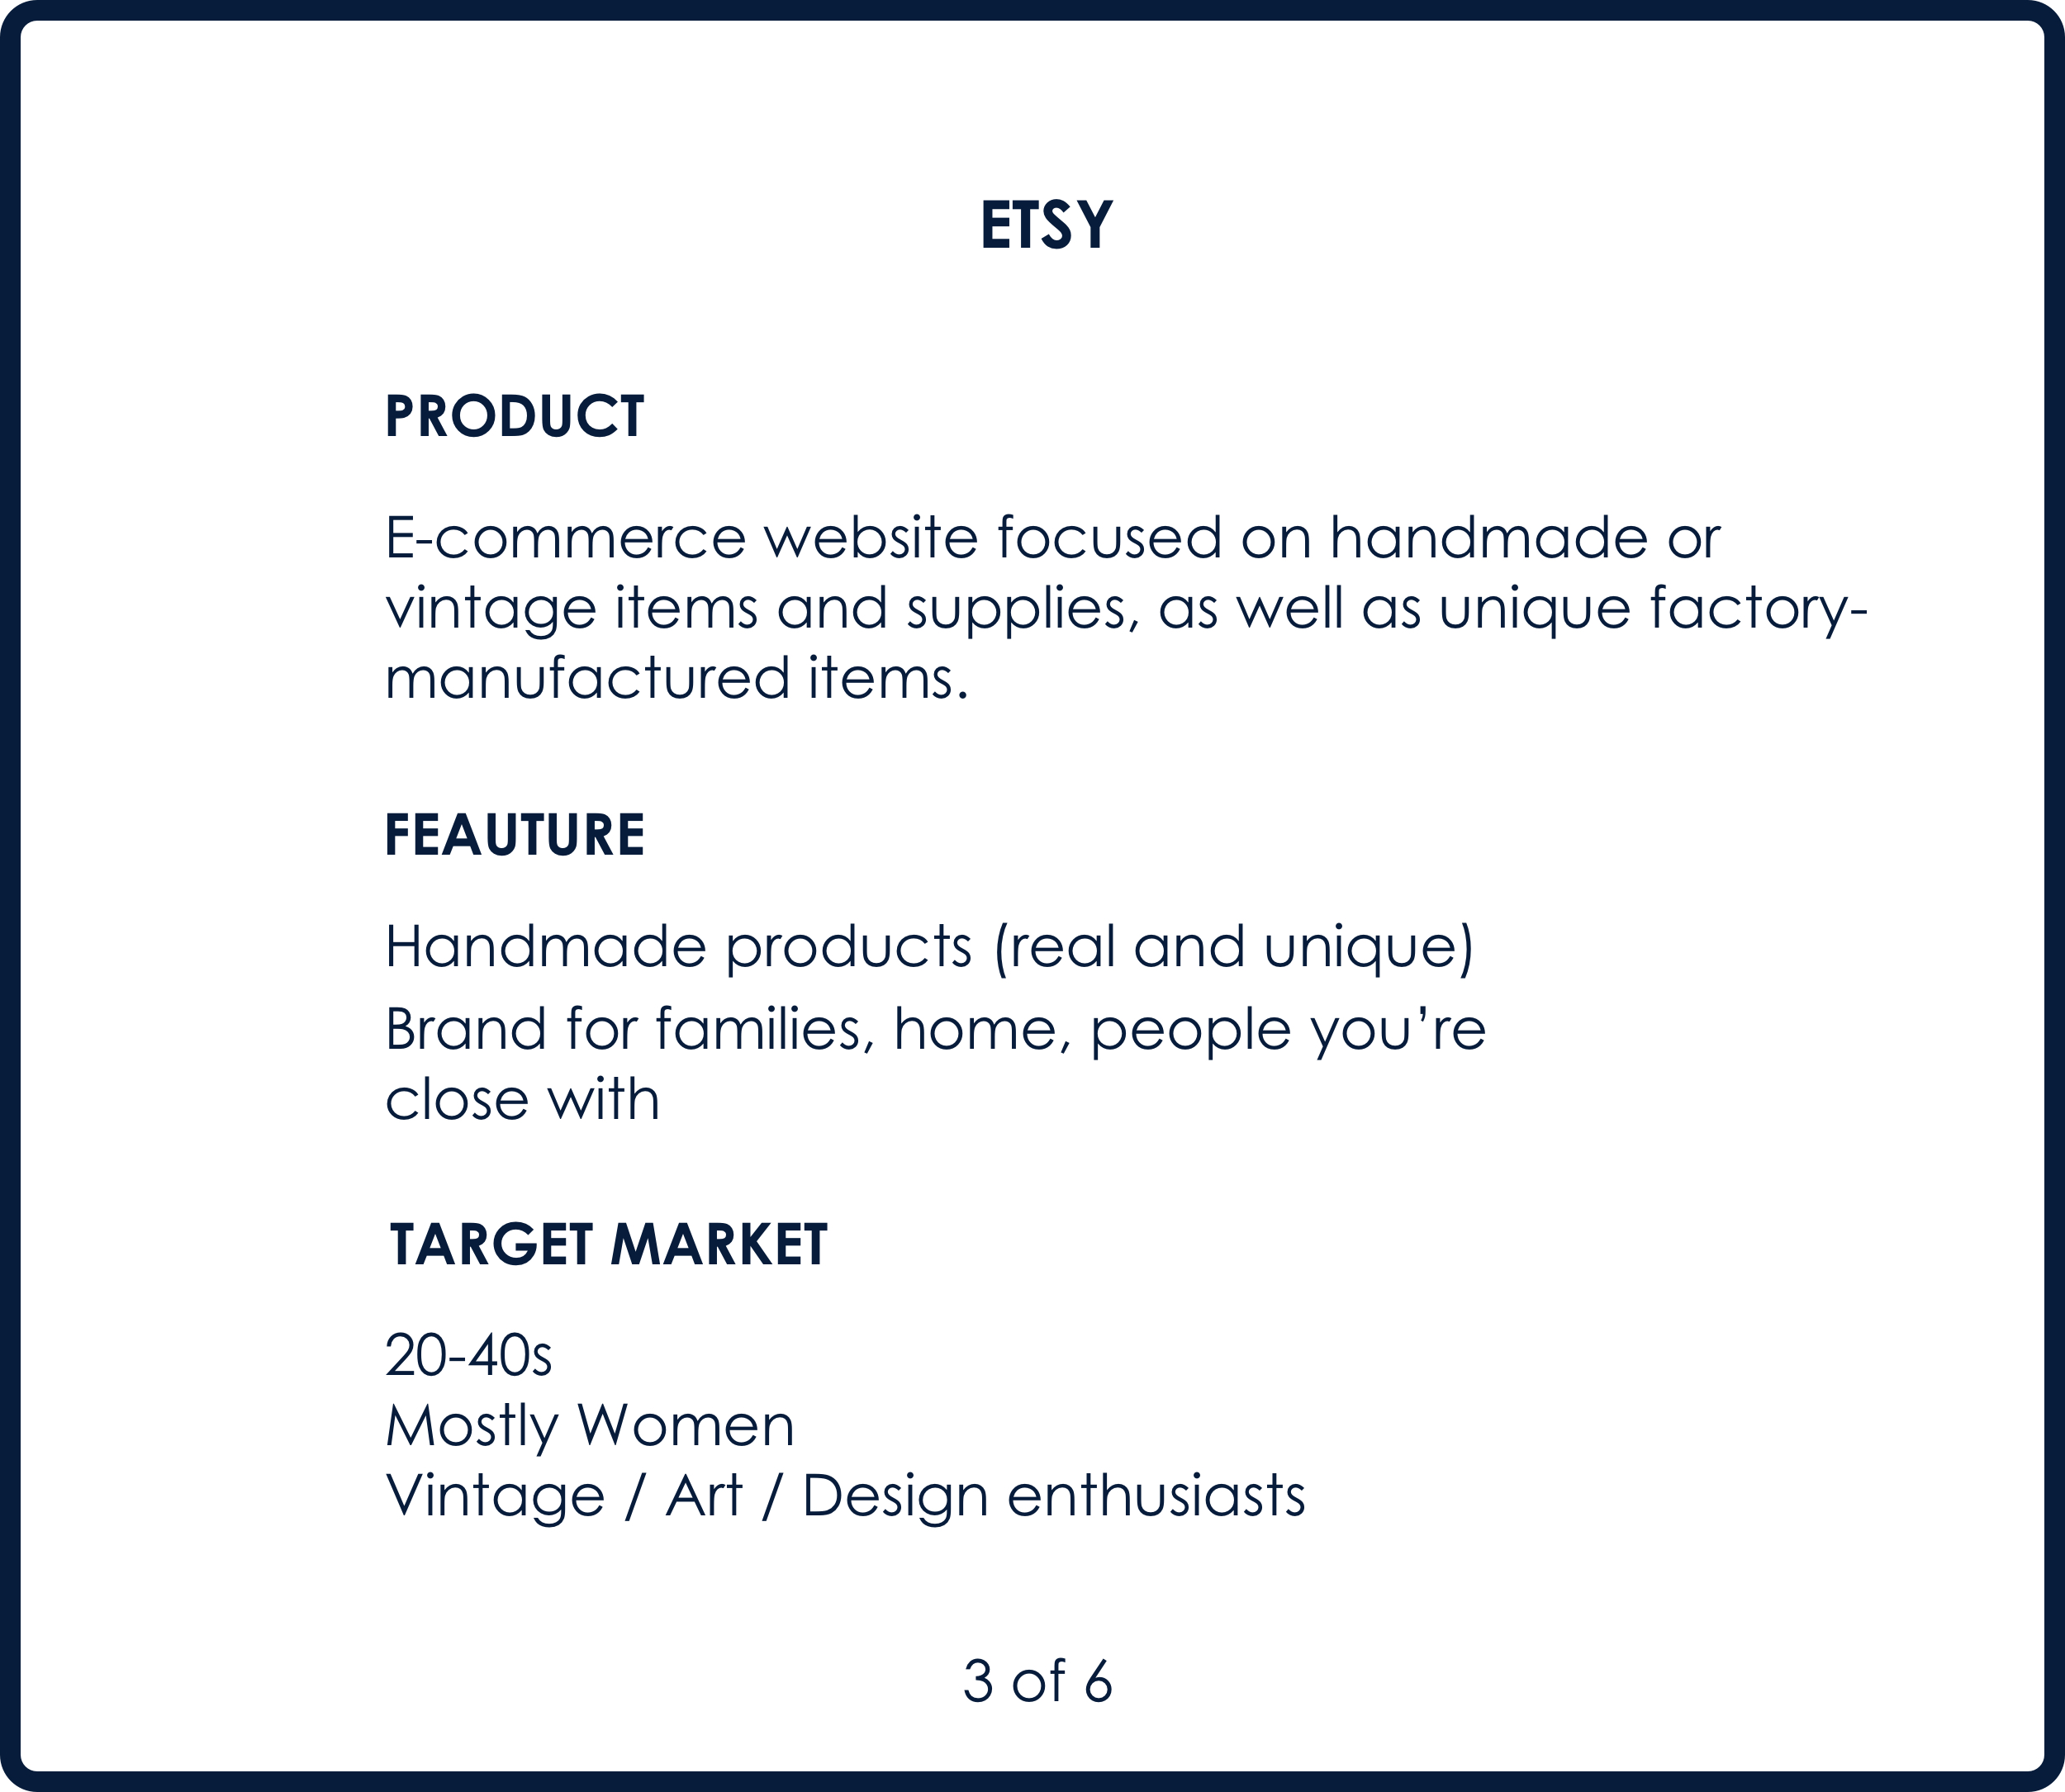 ETSY
PRODUCT
E-commerce website focused on handmade or
vintage items and supplies, as well as unique factory-
manufactured items.
FEAUTURE
Handmade products (real and unique)
Brand for families, home, people you’re
close with
TARGET MARKET
20-40s
Mostly Women
Vintage / Art / Design enthusiasts
3 of 6